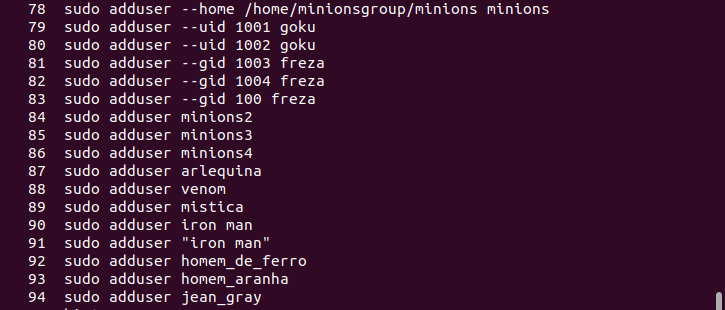 78 sudo adduser --home /home/minionsgroup/minions minions
79 sudo adduser --uid 1001 goku
80 sudo adduser --uid 1002 goku
81 sudo adduser --gid 1003 freza
82 sudo adduser --gid 1004 freza
83 sudo adduser --gid 100 freza
84 sudo adduser minions2
85 sudo adduser minions3
86 sudo adduser minions4
87 sudo adduser arlequina
88 sudo adduser venom
89 sudo adduser mistica
90 sudo adduser iron man
91 sudo adduser "iron man"
92 sudo adduser homem_de_ferro
93 sudo adduser homem_aranha
94 sudo adduser jean_gray